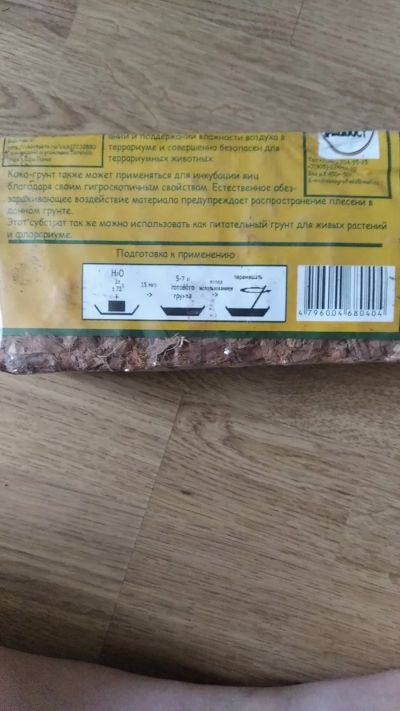 и поддержании влажности воздуха в
террариуме и совершенно безопасен для
террариумных животных.
Коко-грунт также может применяться для инкубации яиц
благодаря своим гигроскопичным свойствам. Естественное обез-
зараживающее воздействие материала предупреждает распространение плесени в
данном грунте.
Этот субстрат так же можно использовать как питательный грунт для живых растений
и флорариуме.
Подготовка к применению
H2O
15 мин
5-7 л
готового
грунта
перед
использованием
перемешать
4796004680404